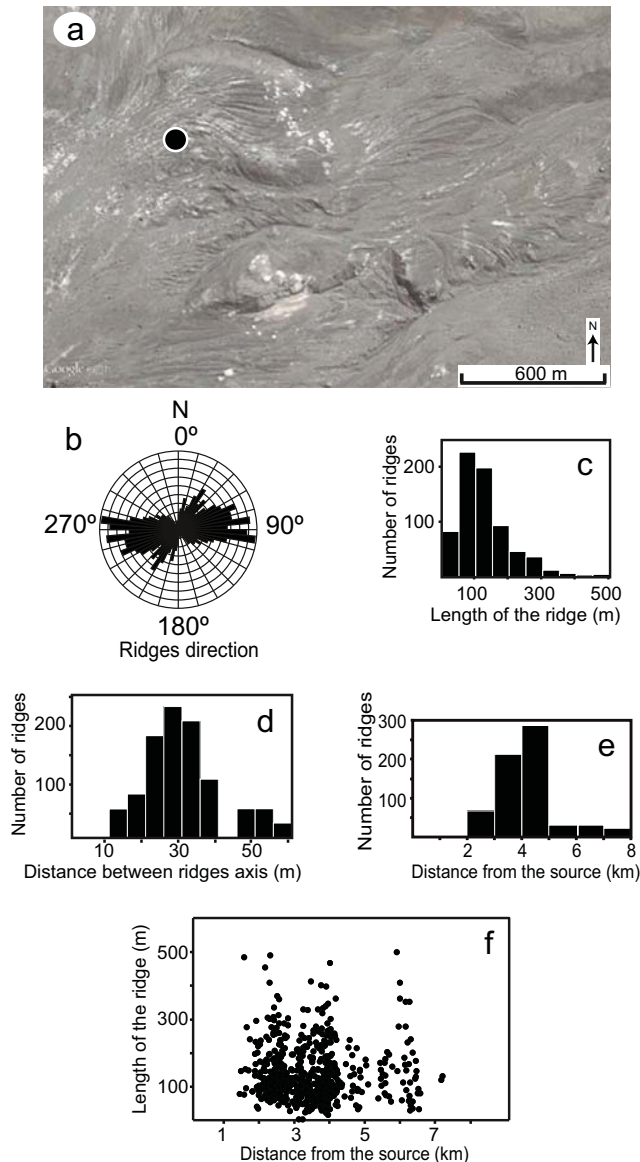 a
N
Google
600 m
b
N
0º
270º
90º
180º
Ridges direction
c
Number of ridges
200
100
100
300
500
Length of the ridge (m)
d
Number of ridges
200
100
10
30
50
Distance between ridges axis (m)
e
Number of ridges
300
200
100
2
4
6
8
Distance from the source (km)
f
Length of the ridge (m)
500
300
100
1
3
5
7
Distance from the source (km)